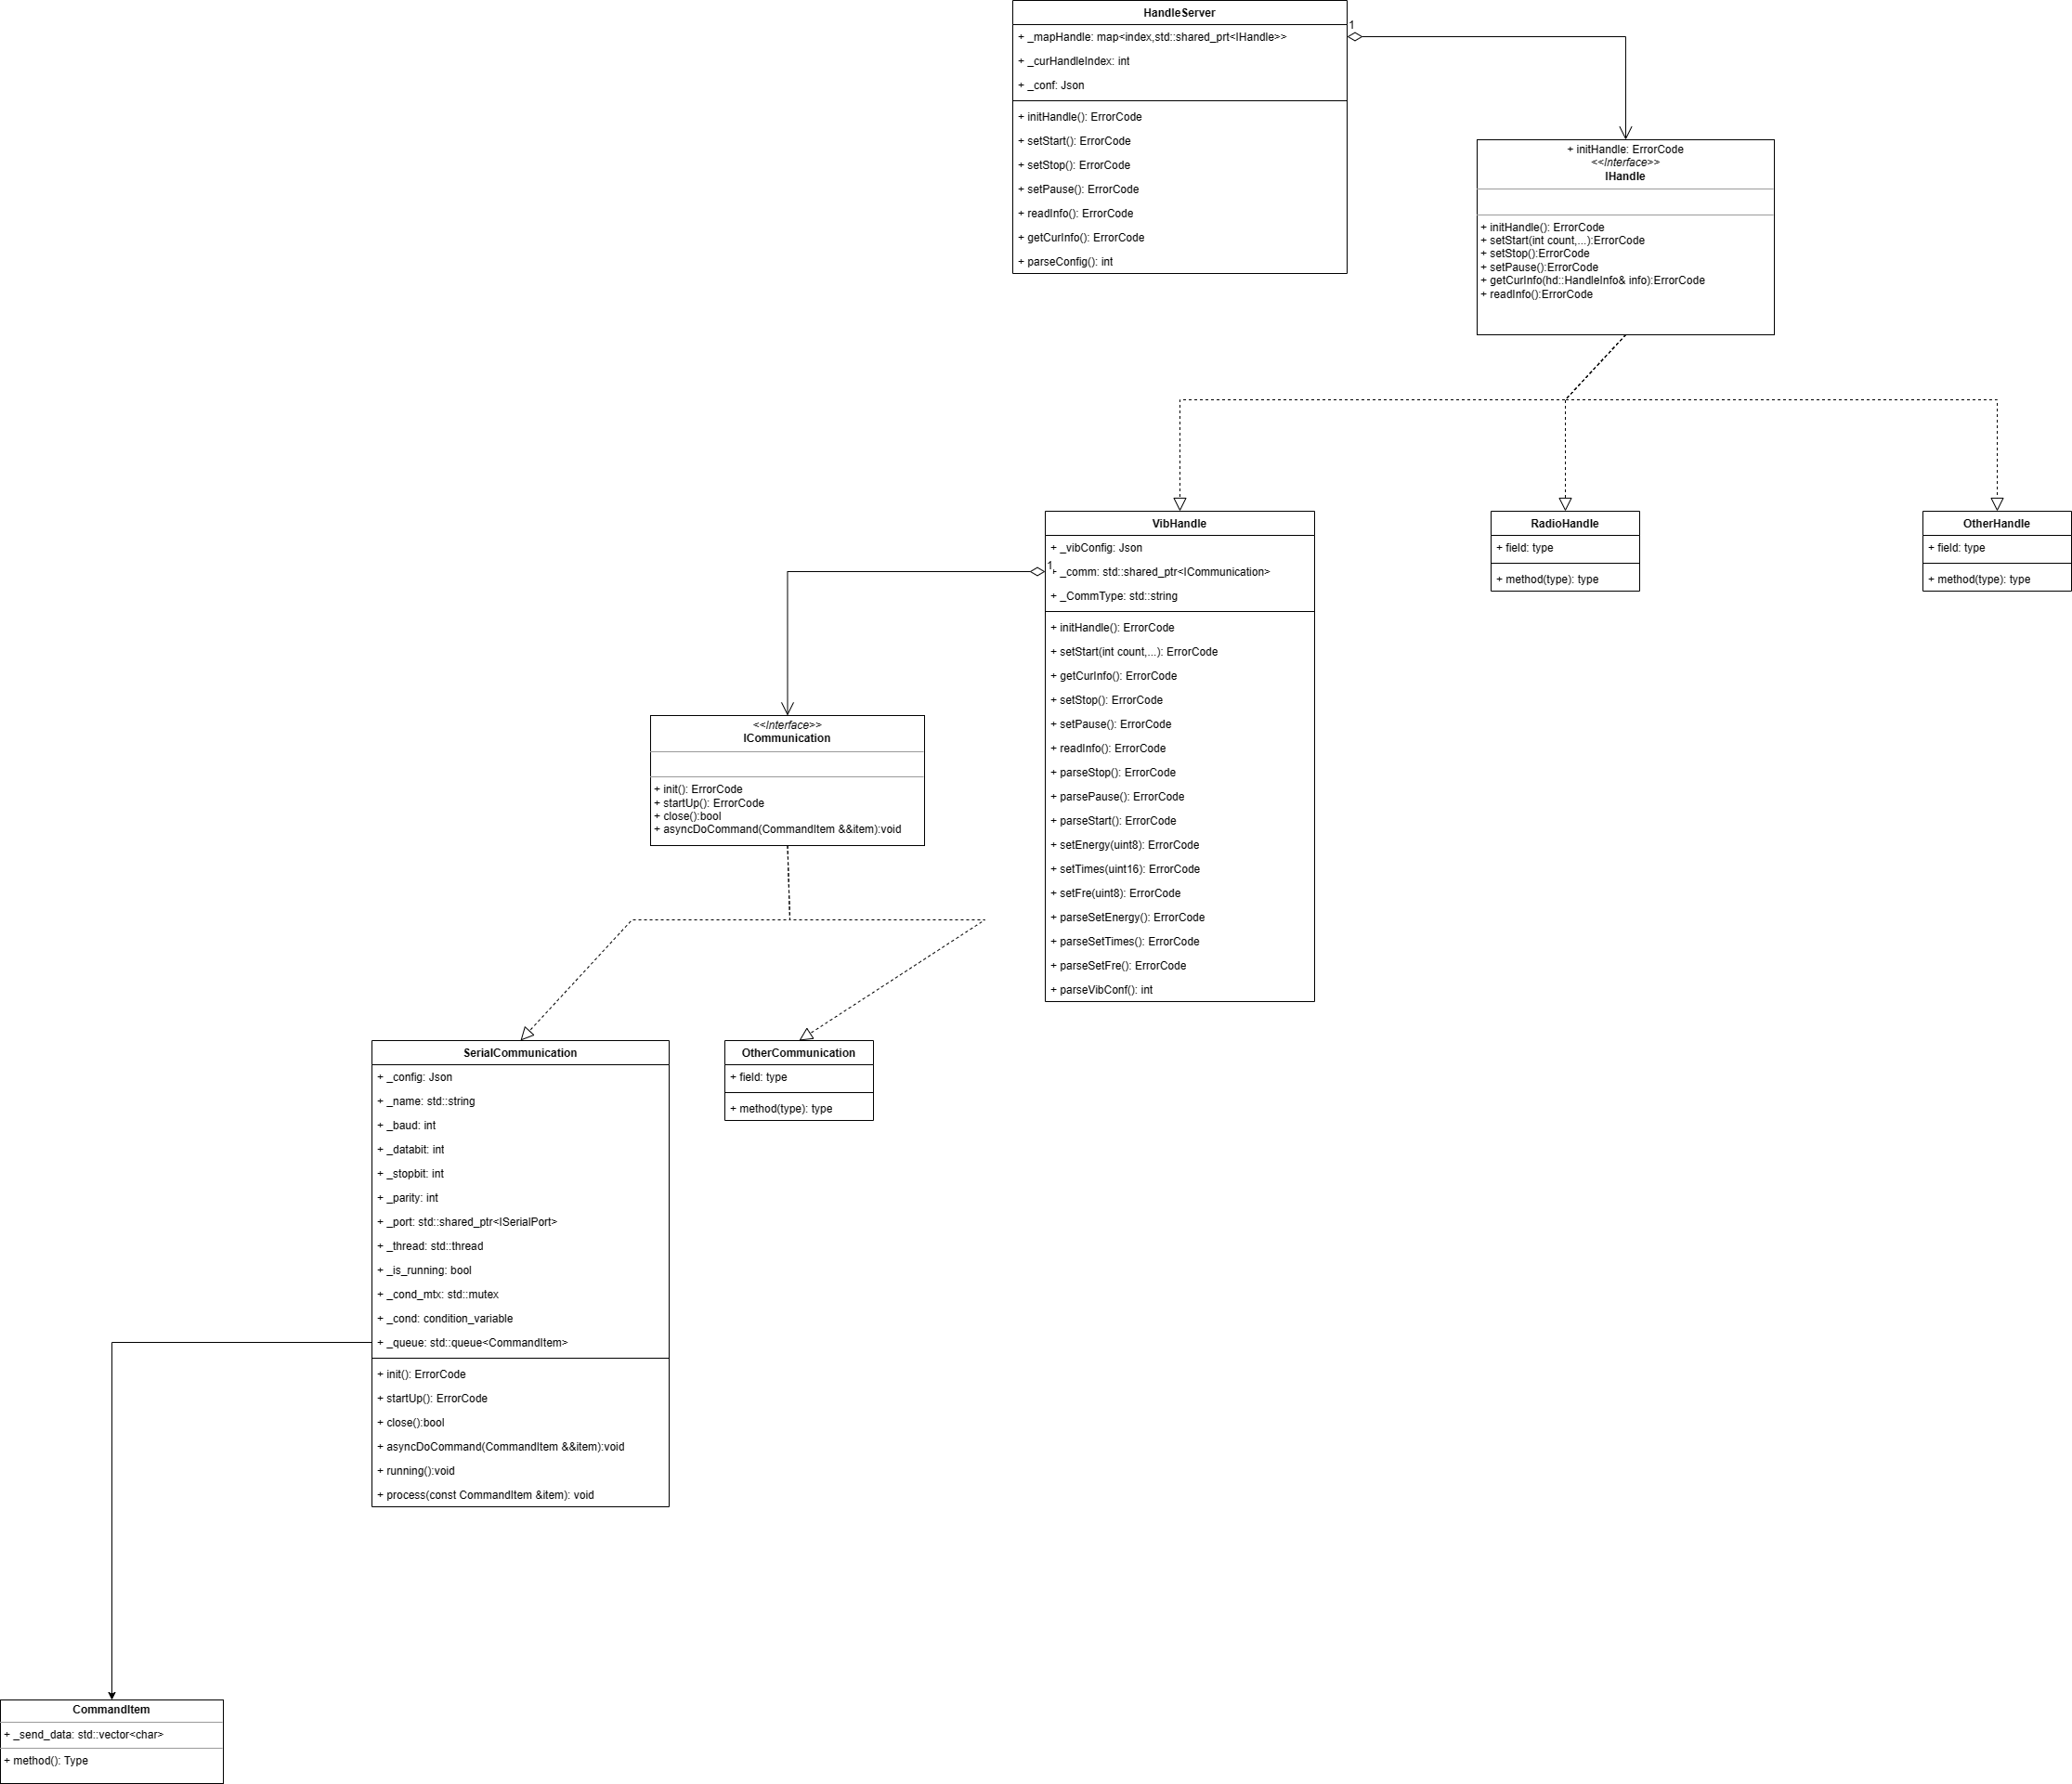 HandleServer
+ _mapHandle: map<index,std::shared_prt<IHandle>>
+ _curHandleIndex: int
+ _conf: Json
+ initHandle(): ErrorCode
+ setStart(): ErrorCode
+ setStop(): ErrorCode
+ setPause(): ErrorCode
+ readInfo(): ErrorCode
+ getCurInfo(): ErrorCode
+ parseConfig(): int
1
+ initHandle: ErrorCode
<<Interface>>
IHandle
+ initHandle(): ErrorCode
+ setStart(int count,...):ErrorCode
+ setStop():ErrorCode
+ setPause():ErrorCode
+ getCurInfo(hd::HandleInfo& info):ErrorCode
+ readInfo():ErrorCode
VibHandle
+ _vibConfig: Json
+ _comm: std::shared_ptr<ICommunication>
+ _CommType: std::string
+ initHandle(): ErrorCode
+ setStart(int count,...): ErrorCode
+ getCurInfo(): ErrorCode
+ setStop(): ErrorCode
+ setPause(): ErrorCode
+ readInfo(): ErrorCode
+ parseStop(): ErrorCode
+ parsePause(): ErrorCode
+ parseStart(): ErrorCode
+ setEnergy(uint8): ErrorCode
+ setTimes(uint16): ErrorCode
+ setFre(uint8): ErrorCode
+ parseSetEnergy(): ErrorCode
+ parseSetTimes(): ErrorCode
+ parseSetFre(): ErrorCode
+ parseVibConf(): int
1
RadioHandle
+ field: type
+ method(type): type
OtherHandle
+ field: type
+ method(type): type
<<Interface>>
ICommunication
+ init(): ErrorCode
+ startUp(): ErrorCode
+ close():bool
+ asyncDoCommand(CommandItem &&item):void
SerialCommunication
+ _config: Json
+ _name: std::string
+ _baud: int
+ _databit: int
+ _stopbit: int
+ _parity: int
+ _port: std::shared_ptr<ISerialPort>
+ _thread: std::thread
+ _is_running: bool
+ _cond_mtx: std::mutex
+ _cond: condition_variable
+ _queue: std::queue<CommandItem>
+ init(): ErrorCode
+ startUp(): ErrorCode
+ close():bool
+ asyncDoCommand(CommandItem &&item):void
+ running():void
+ process(const CommandItem &item): void
OtherCommunication
+ field: type
+ method(type): type
CommandItem
+ _send_data: std::vector<char>
+ method(): Type